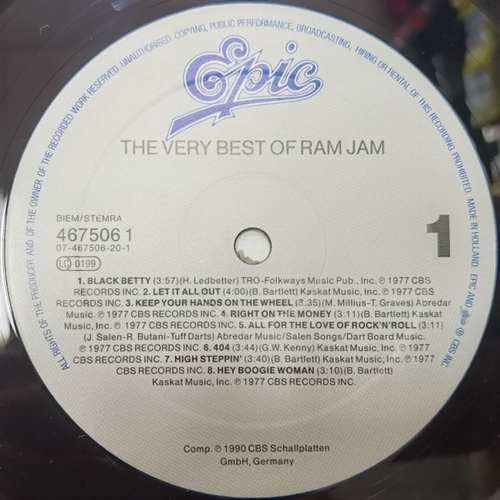 ALL RIGHTS OF THE PRODUCER AND OF THE OWNER OF THE RECORDED WORK RESERVED. UNAUTHORISED COPYING, PUBLIC PERFORMANCE, BROADCASTING, HIRING OR RENTAL OF THIS RECORD PROHIBITED. MADE IN HOLLAND.
Epic
THE VERY BEST OF RAM JAM
BIEM/STEMRA
467506 1
07-467506-20-1
LC 0199
1
1. BLACK BETTY (3:57)(H. Ledbetter) TRO-Folkways Music Pub., Inc. ℗ 1977 CBS
RECORDS INC. 2. LET IT ALL OUT (4:00)(B. Bartlett) Kaskat Music, Inc. ℗ 1977 CBS
RECORDS INC. 3. KEEP YOUR HANDS ON THE WHEEL (3:35)(M. Millius-T. Graves) Abredar
Music. ℗ 1977 CBS RECORDS INC. 4. RIGHT ON THE MONEY (3:11)(B. Bartlett) Kaskat
Music, Inc. ℗ 1977 CBS RECORDS INC. 5. ALL FOR THE LOVE OF ROCK'N'ROLL (3:11)
(J. Salen-R. Butani-Tuff Darts) Abredar Music/Salen Songs/Dart Board Music.
℗ 1977 CBS RECORDS INC. 6. 404 (3:44)(G.W. Kenny) Kaskat Music, Inc. ℗ 1977
CBS RECORDS INC. 7. HIGH STEPPIN' (3:40)(B. Bartlett) Kaskat Music, Inc.
℗ 1977 CBS RECORDS INC. 8. HEY BOOGIE WOMAN (3:10)(B. Bartlett)
Kaskat Music, Inc. ℗ 1977 CBS RECORDS INC.
Comp. ℗ 1990 CBS Schallplatten
GmbH, Germany
EPIC AND
CBS INC.